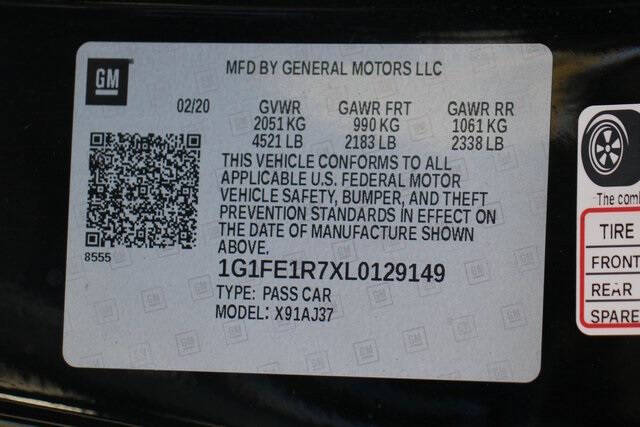 GM
MFD BY GENERAL MOTORS LLC
02/20 GVWR GAWR FRT GAWR RR
2051 KG 990 KG 1061 KG
4521 LB 2183 LB 2338 LB
THIS VEHICLE CONFORMS TO ALL
APPLICABLE U.S. FEDERAL MOTOR
VEHICLE SAFETY, BUMPER, AND THEFT
PREVENTION STANDARDS IN EFFECT ON
THE DATE OF MANUFACTURE SHOWN
ABOVE.
8555
1G1FE1R7XL0129149
TYPE: PASS CAR
MODEL: X91AJ37
The
TIRE
FRONT
REAR
SPARE